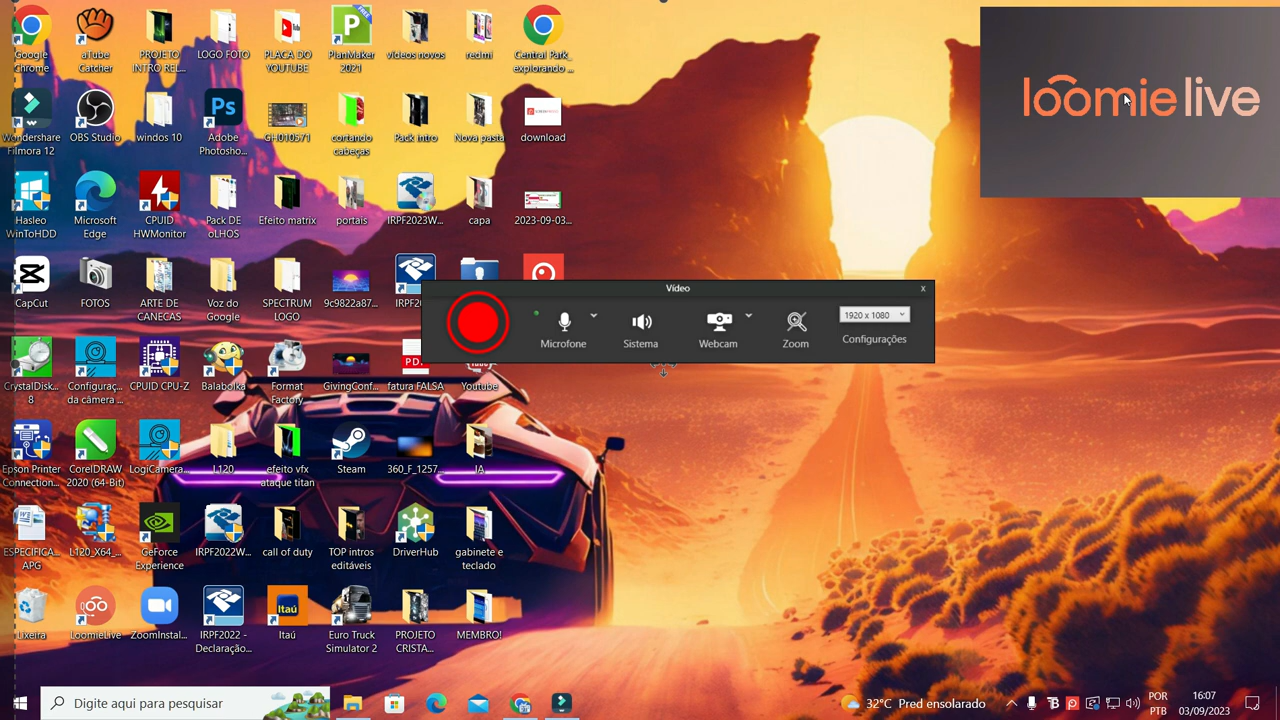 Google Chrome
aTube Catcher
PROJETO INTRO REL...
LOGO FOTO
PLACA DO YOUTUBE
PlanMaker 2021
videos novos
redmi
Central Park_ explorando ...
loomie live
Wondershare Filmora 12
OBS Studio
windos 10
Adobe Photosho...
GH010571
cortando cabeças
Pack intro
Nova pasta
download
Hasleo WinToHDD
Microsoft Edge
CPUID HWMonitor
Pack DE oLHOS
Efeito matrix
portais
IRPF2023W...
capa
2023-09-03...
CapCut
FOTOS
ARTE DE CANECAS
Voz do Google
SPECTRUM LOGO
9c9822a87...
Vídeo
x
Microfone
Sistema
Webcam
Zoom
1920 x 1080
Configurações
CrystalDisk... 8
Configuraç... da câmera ...
CPUID CPU-Z
Balabolka
Format Factory
GivingConf...
fatura FALSA
Youtube
Epson Printer Connection...
CorelDRAW 2020 (64-Bit)
LogiCamera...
L120
efeito vfx ataque titan
Steam
360_F_1257...
IA
ESPECIFICA... APG
L120_X64_...
GeForce Experience
IRPF2022W...
call of duty
TOP intros editáveis
DriverHub
gabinete e teclado
Lixeira
LoomieLive
ZoomInstal...
IRPF2022 - Declaração...
Itaú
Euro Truck Simulator 2
PROJETO CRISTA...
MEMBRO!
Digite aqui para pesquisar
32°C Pred ensolarado
POR
PTB
16:07
03/09/2023